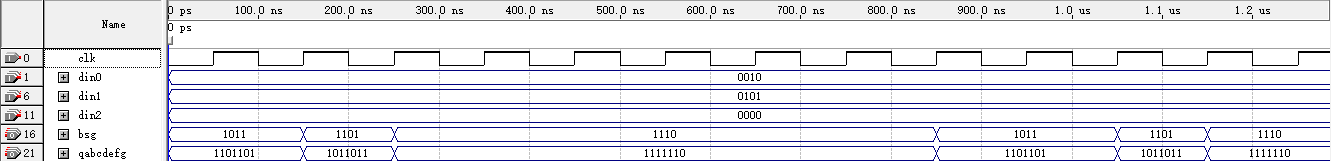 Name
0 ps 100.0 ns 200.0 ns 300.0 ns 400.0 ns 500.0 ns 600.0 ns 700.0 ns 800.0 ns 900.0 ns 1.0 us 1.1 us 1.2 us
0 ps
0 clk
1 din0 0010
6 din1 0101
11 din2 0000
16 bsg 1011 1101 1110 1011 1101 1110
21 qabcdefg 1101101 1011011 1111110 1101101 1011011 1111110